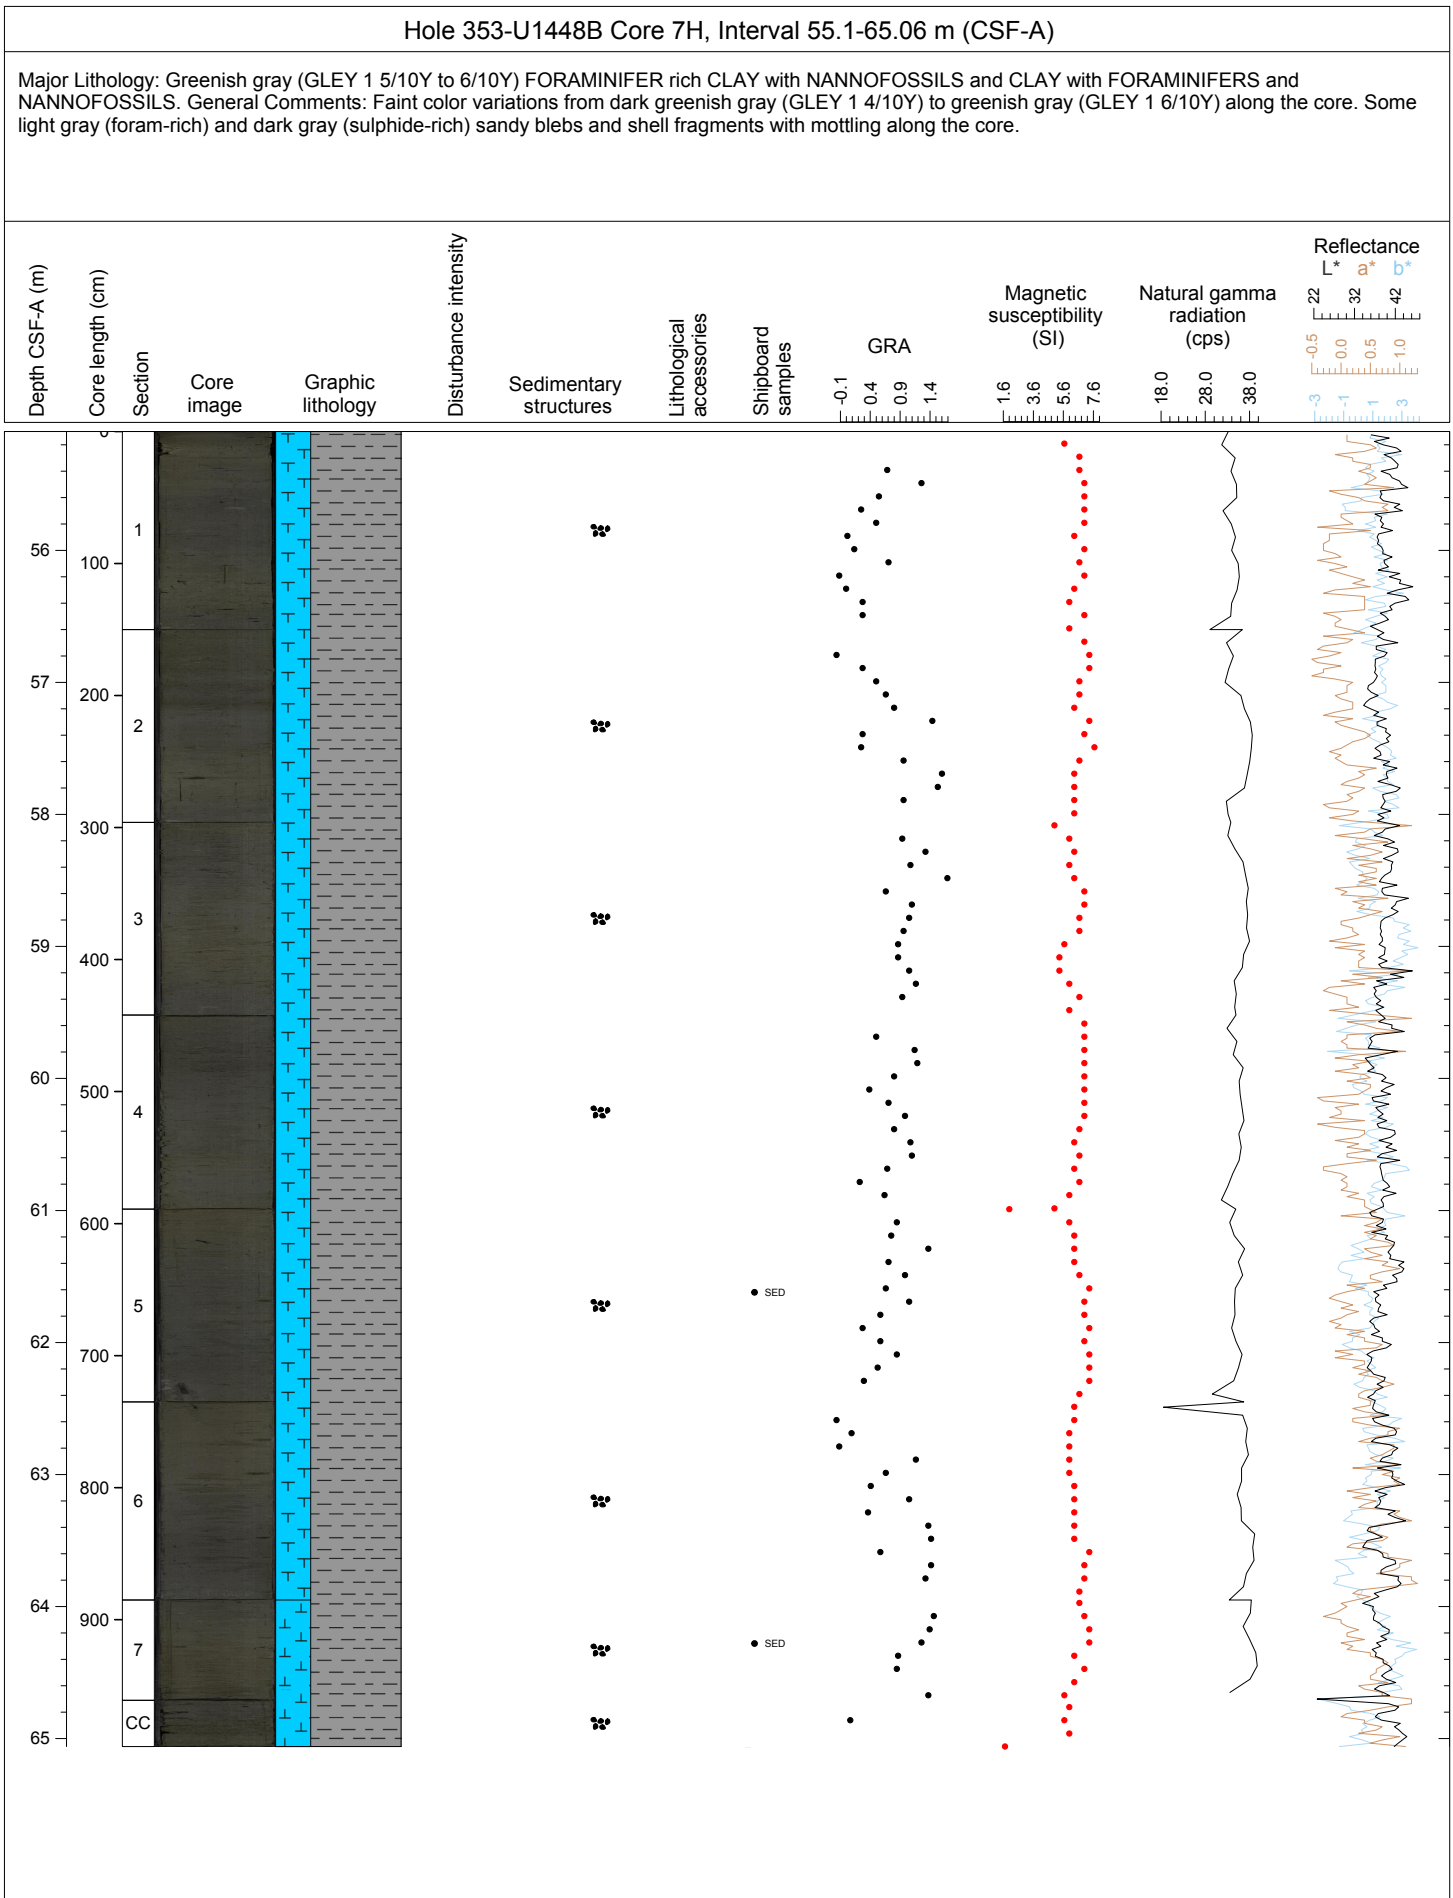 Hole 353-U1448B Core 7H, Interval 55.1-65.06 m (CSF-A)
Major Lithology: Greenish gray (GLEY 1 5/10Y to 6/10Y) FORAMINIFER rich CLAY with NANNOFOSSILS and CLAY with FORAMINIFERS and
NANNOFOSSILS. General Comments: Faint color variations from dark greenish gray (GLEY 1 4/10Y) to greenish gray (GLEY 1 6/10Y) along the core. Some
light gray (foram-rich) and dark gray (sulphide-rich) sandy blebs and shell fragments with mottling along the core.
Depth CSF-A (m)
Core length (cm)
Section
Core
image
Graphic
lithology
Disturbance intensity
Sedimentary
structures
Lithological
accessories
Shipboard
samples
GRA
-0.1 0.4 0.9 1.4
Magnetic
susceptibility
(SI)
1.6 3.6 5.6 7.6
Natural gamma
radiation
(cps)
18.0 28.0 38.0
Reflectance
L* a* b*
22 32 42
-0.5 0.0 0.5 1.0
-3 -1 1 3
0
1
56
100
57
200
2
58
300
3
59
400
60
500
4
61
600
SED
5
62
700
63
800
6
64
900
SED
7
CC
65